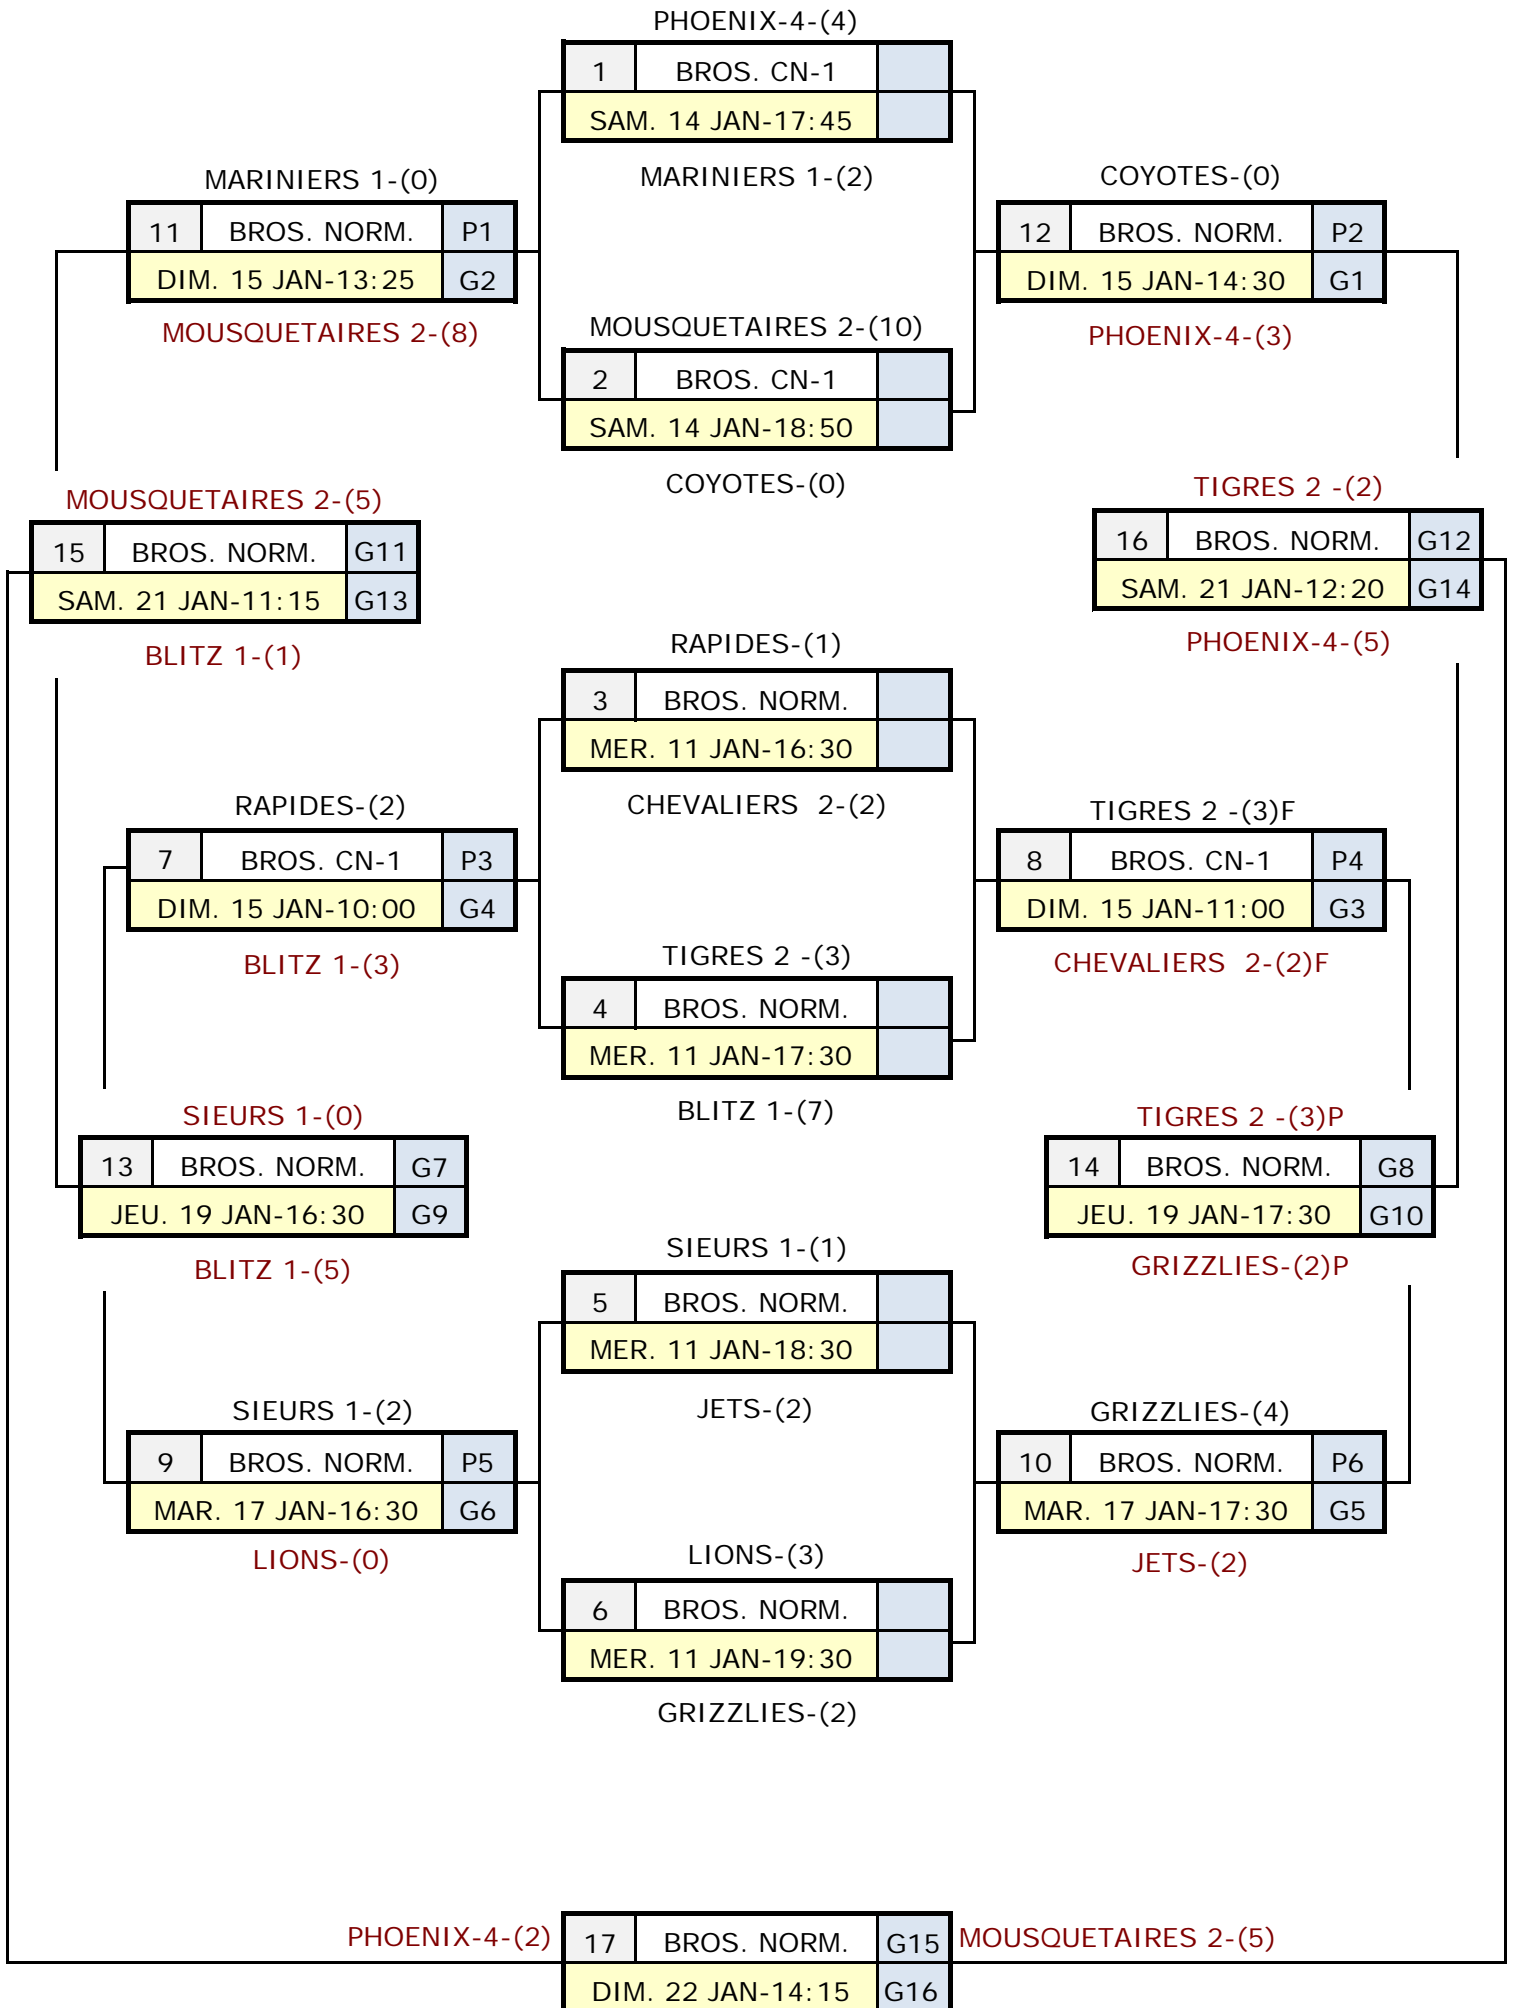 PHOENIX-4-(4)
1 BROS. CN-1
SAM. 14 JAN-17:45
MARINIERS 1-(2)
MARINIERS 1-(0)
11 BROS. NORM. P1
DIM. 15 JAN-13:25 G2
MOUSQUETAIRES 2-(8)
COYOTES-(0)
12 BROS. NORM. P2
DIM. 15 JAN-14:30 G1
PHOENIX-4-(3)
MOUSQUETAIRES 2-(10)
2 BROS. CN-1
SAM. 14 JAN-18:50
COYOTES-(0)
MOUSQUETAIRES 2-(5)
15 BROS. NORM. G11
SAM. 21 JAN-11:15 G13
BLITZ 1-(1)
TIGRES 2 -(2)
16 BROS. NORM. G12
SAM. 21 JAN-12:20 G14
PHOENIX-4-(5)
RAPIDES-(1)
3 BROS. NORM.
MER. 11 JAN-16:30
CHEVALIERS  2-(2)
RAPIDES-(2)
7 BROS. CN-1 P3
DIM. 15 JAN-10:00 G4
BLITZ 1-(3)
TIGRES 2 -(3)F
8 BROS. CN-1 P4
DIM. 15 JAN-11:00 G3
CHEVALIERS  2-(2)F
TIGRES 2 -(3)
4 BROS. NORM.
MER. 11 JAN-17:30
BLITZ 1-(7)
SIEURS 1-(0)
13 BROS. NORM. G7
JEU. 19 JAN-16:30 G9
BLITZ 1-(5)
TIGRES 2 -(3)P
14 BROS. NORM. G8
JEU. 19 JAN-17:30 G10
GRIZZLIES-(2)P
SIEURS 1-(1)
5 BROS. NORM.
MER. 11 JAN-18:30
JETS-(2)
SIEURS 1-(2)
9 BROS. NORM. P5
MAR. 17 JAN-16:30 G6
LIONS-(0)
GRIZZLIES-(4)
10 BROS. NORM. P6
MAR. 17 JAN-17:30 G5
JETS-(2)
LIONS-(3)
6 BROS. NORM.
MER. 11 JAN-19:30
GRIZZLIES-(2)
PHOENIX-4-(2) 17 BROS. NORM. G15 MOUSQUETAIRES 2-(5)
DIM. 22 JAN-14:15 G16